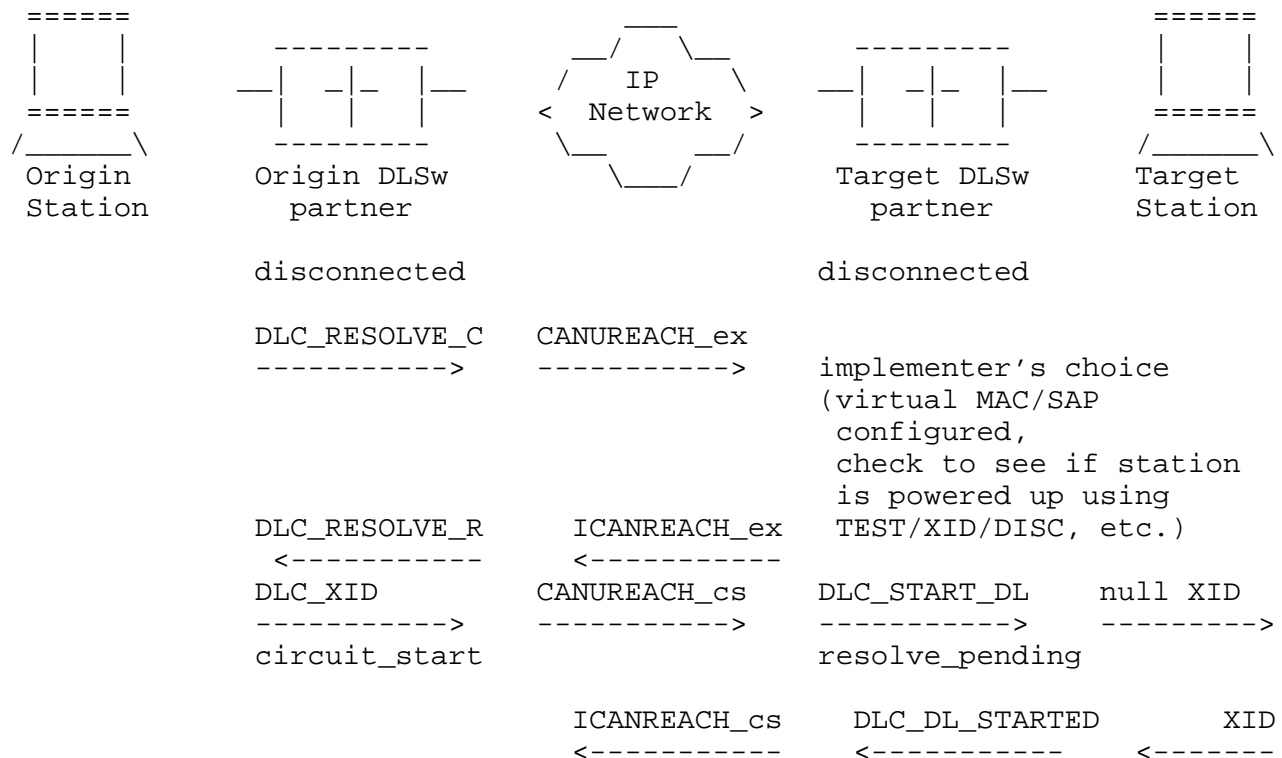 IP
Network
Origin Station
Origin DLSw partner
Target DLSw partner
Target Station
disconnected disconnected
DLC_RESOLVE_C CANUREACH_ex
-----------> -----------> implementer's choice
(virtual MAC/SAP
configured,
check to see if station
is powered up using
DLC_RESOLVE_R ICANREACH_ex TEST/XID/DISC, etc.)
<----------- <-----------
DLC_XID CANUREACH_cs DLC_START_DL null XID
-----------> -----------> -----------> --------->
circuit_start resolve_pending
ICANREACH_cs DLC_DL_STARTED XID
<----------- <----------- <-------